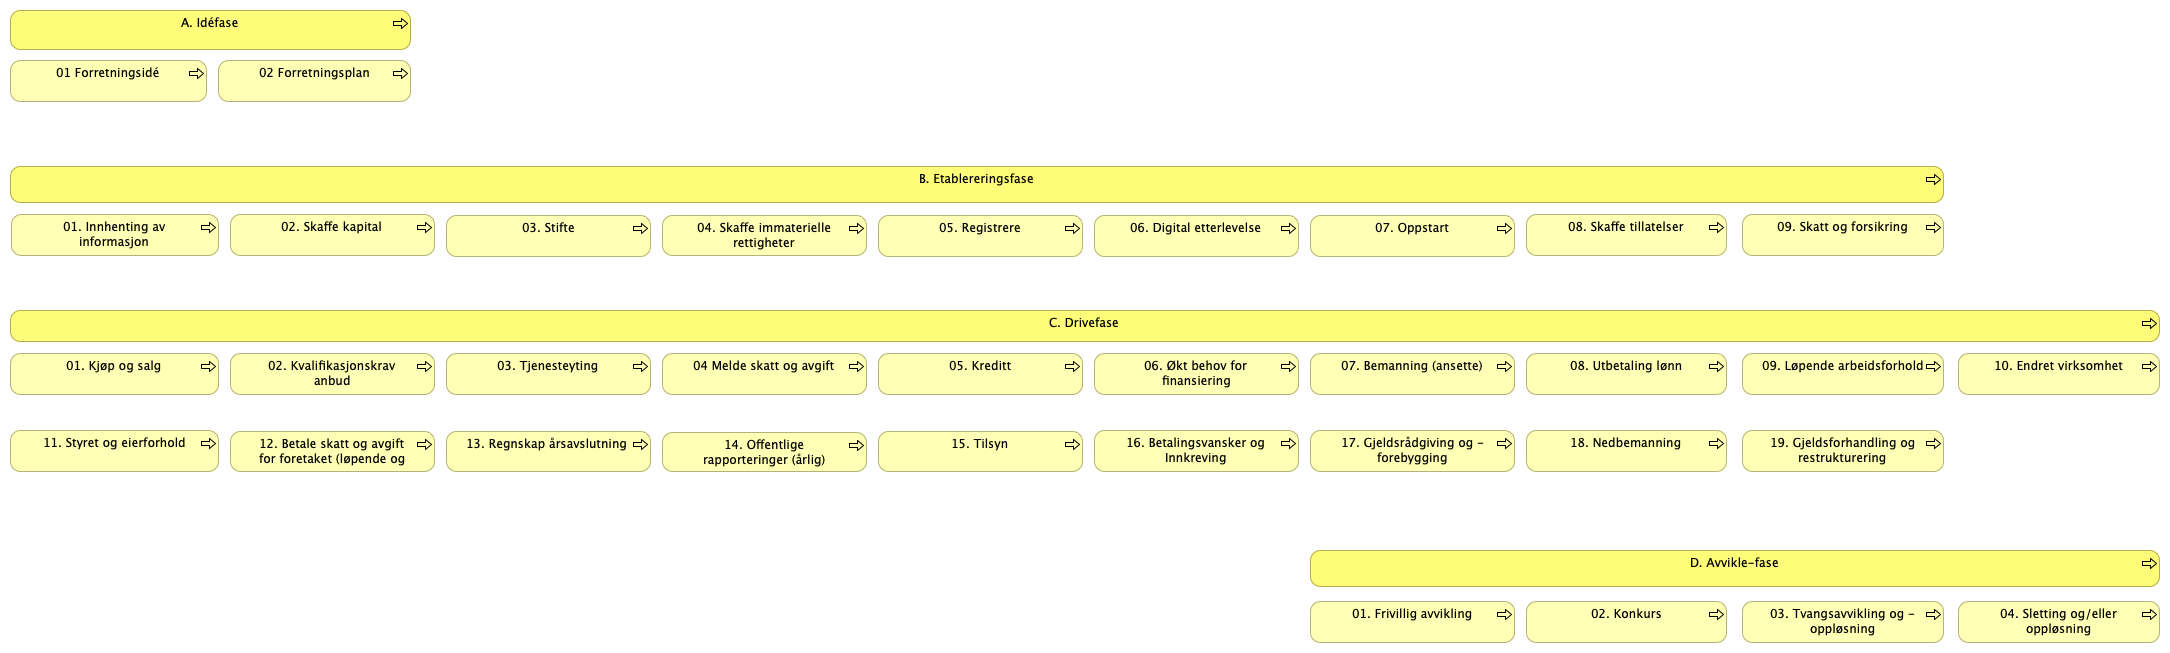 A. Idéfase
01 Forretningsidé
02 Forretningsplan
B. Etablereringsfase
01. Innhenting av
informasjon
02. Skaffe kapital
03. Stifte
04. Skaffe immaterielle
rettigheter
05. Registrere
06. Digital etterlevelse
07. Oppstart
08. Skaffe tillatelser
09. Skatt og forsikring
C. Drivefase
01. Kjøp og salg
02. Kvalifikasjonskrav
anbud
03. Tjenesteyting
04 Melde skatt og avgift
05. Kreditt
06. Økt behov for
finansiering
07. Bemanning (ansette)
08. Utbetaling lønn
09. Løpende arbeidsforhold
10. Endret virksomhet
11. Styret og eierforhold
12. Betale skatt og avgift
for foretaket (løpende og
13. Regnskap årsavslutning
14. Offentlige
rapporteringer (årlig)
15. Tilsyn
16. Betalingsvansker og
Innkreving
17. Gjeldsrådgiving og -
forebygging
18. Nedbemanning
19. Gjeldsforhandling og
restrukturering
D. Avvikle-fase
01. Frivillig avvikling
02. Konkurs
03. Tvangsavvikling og -
oppløsning
04. Sletting og/eller
oppløsning